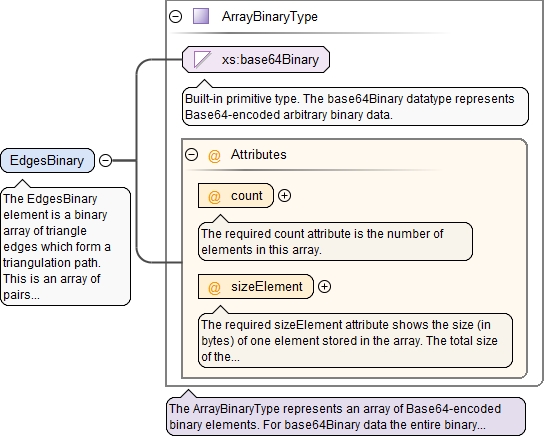 ArrayBinaryType
xs:base64Binary
Built-in primitive type. The base64Binary datatype represents
Base64-encoded arbitrary binary data.
EdgesBinary
The EdgesBinary
element is a binary
array of triangle
edges which form a
triangulation path.
This is an array of
pairs...
@ Attributes
@ count
The required count attribute is the number of
elements in this array.
@ sizeElement
The required sizeElement attribute shows the size (in
bytes) of one element stored in the array. The total size
of the...
The ArrayBinaryType represents an array of Base64-encoded
binary elements. For base64Binary data the entire binary...